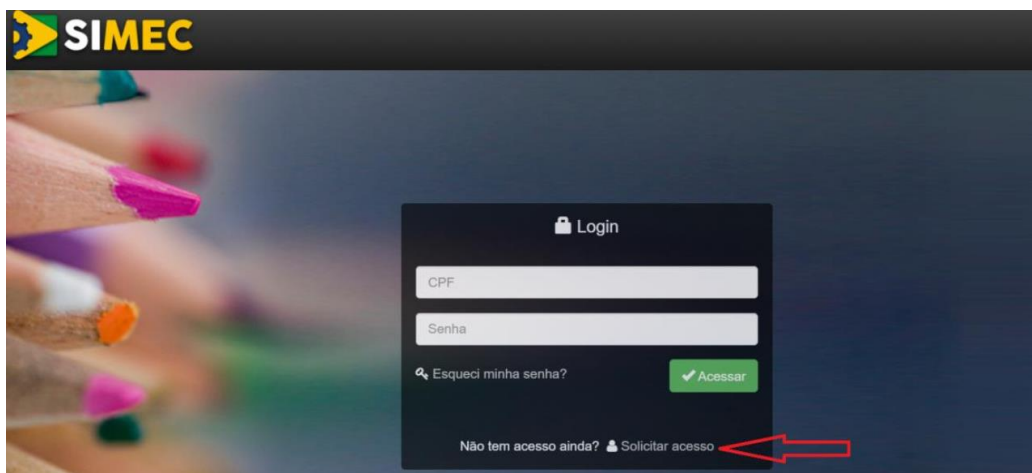 SIMEC
Login
CPF
Senha
Esqueci minha senha?
Acessar
Não tem acesso ainda? Solicitar acesso